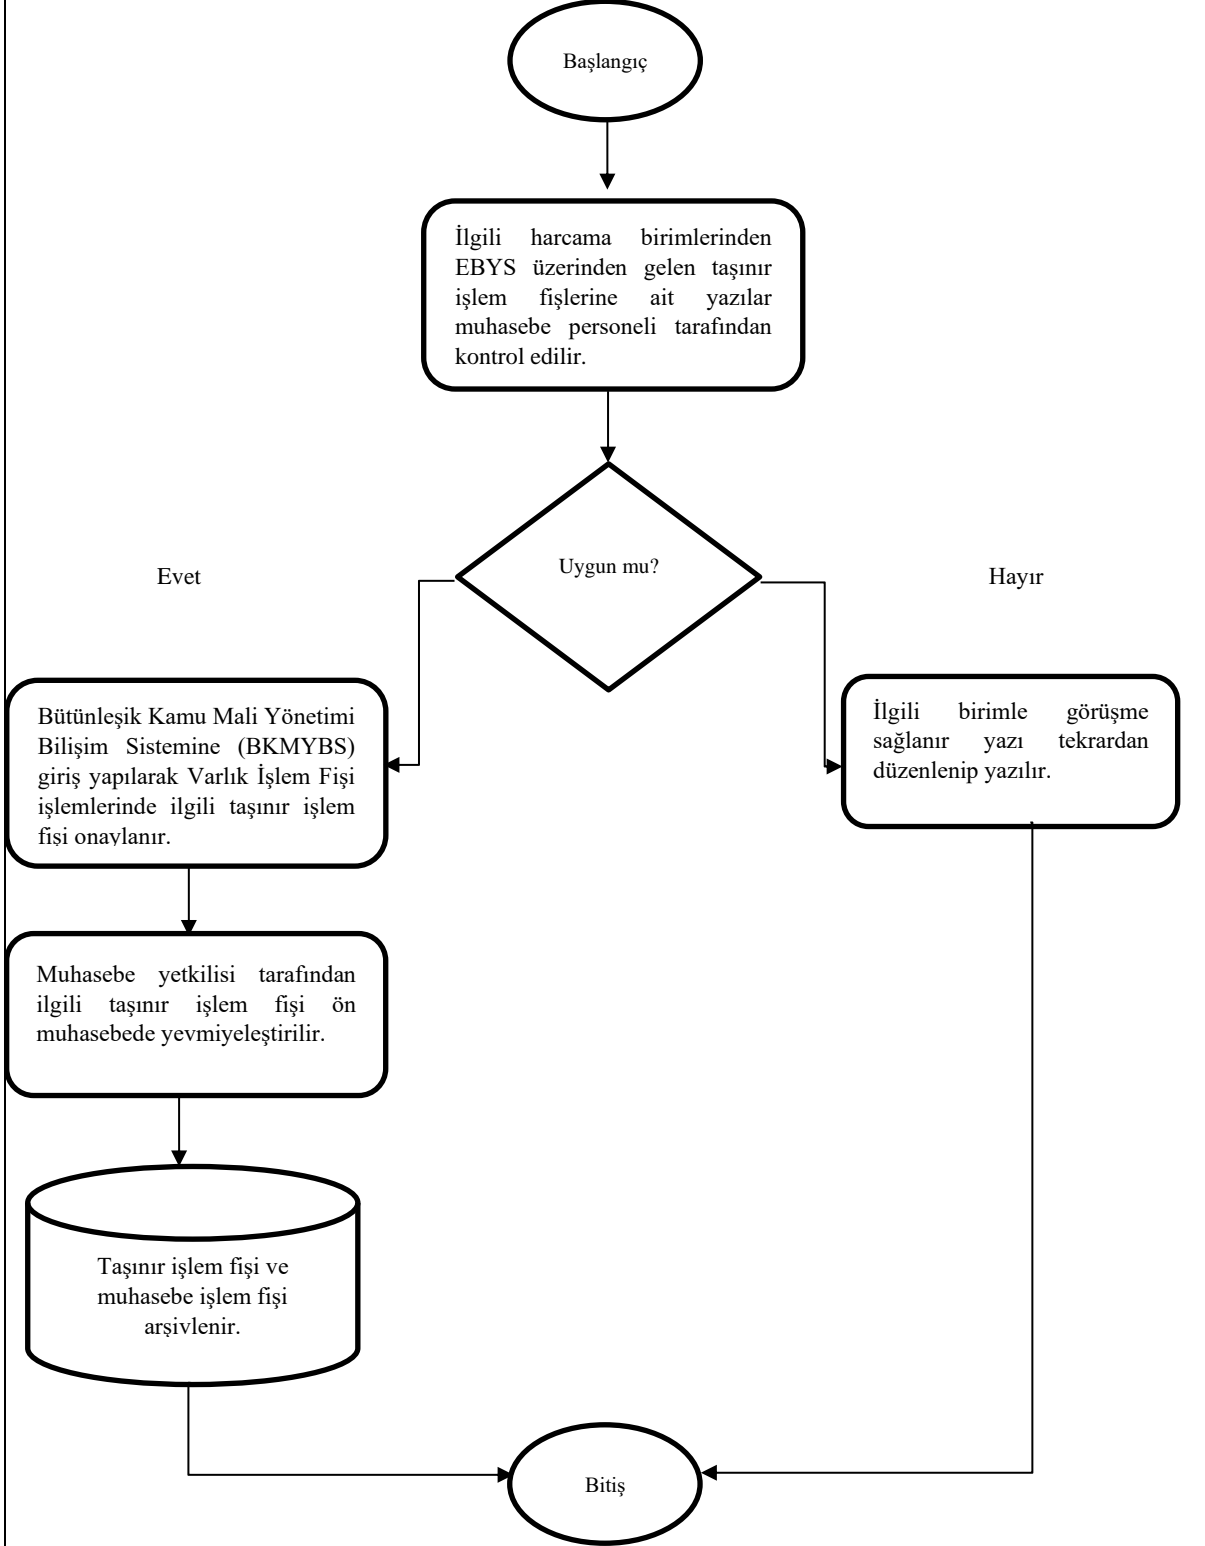 Başlangıç
İlgili harcama birimlerinden
EBYS üzerinden gelen taşınır
işlem fişlerine ait yazılar
muhasebe personeli tarafından
kontrol edilir.
Uygun mu?
Evet
Hayır
Bütünleşik Kamu Mali Yönetimi
Bilişim Sistemine (BKMYBS)
giriş yapılarak Varlık İşlem Fişi
işlemlerinde ilgili taşınır işlem
fişi onaylanır.
İlgili birimle görüşme
sağlanır yazı tekrardan
düzenlenip yazılır.
Muhasebe yetkilisi tarafından
ilgili taşınır işlem fişi ön
muhasebede yevmiyeleştirilir.
Taşınır işlem fişi ve
muhasebe işlem fişi
arşivlenir.
Bitiş